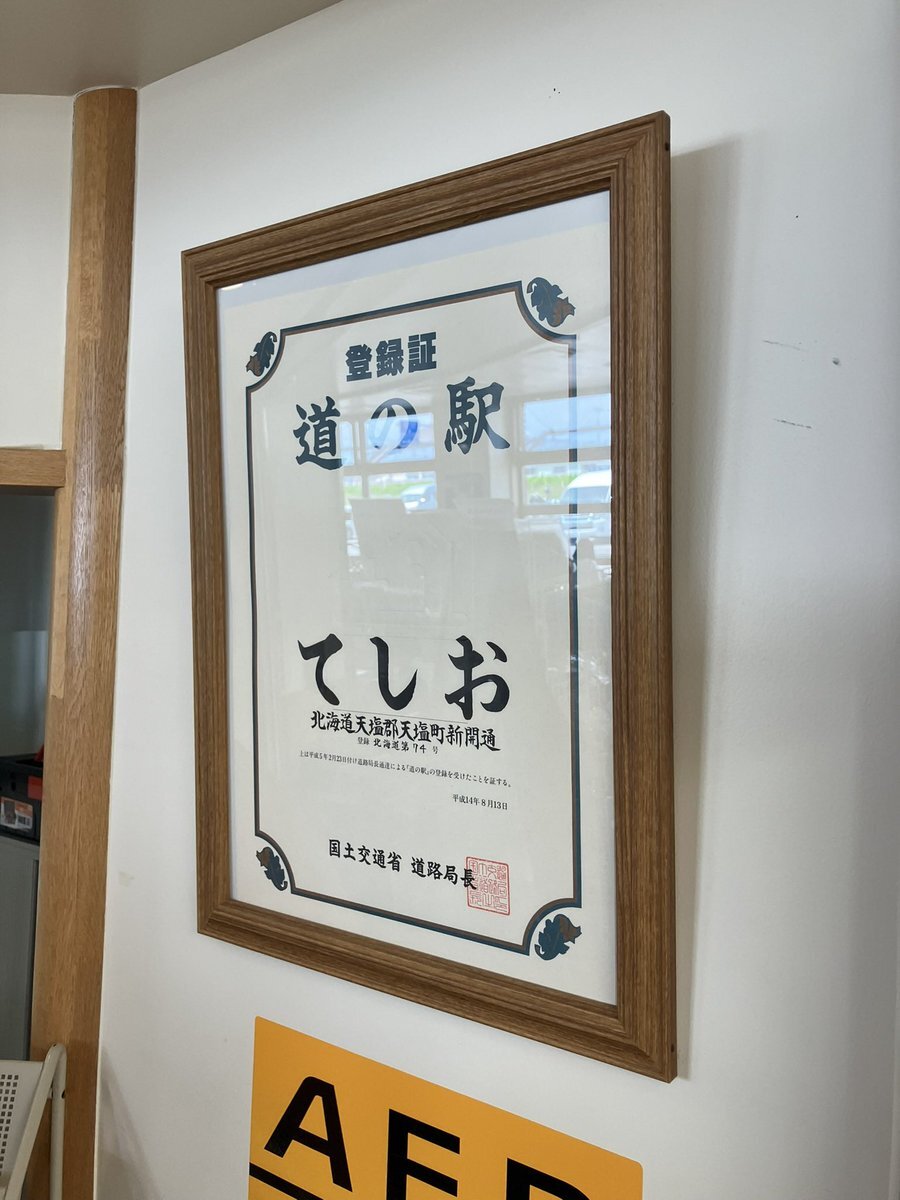 登録証
道の駅
てしお
北海道天塩郡天塩町新開通
登録 北海道第 74 号
上は平成5年2月23日付け道路局長通達による「道の駅」の登録を受けたことを証する。
平成14年8月13日
国土交通省 道路局長
AED